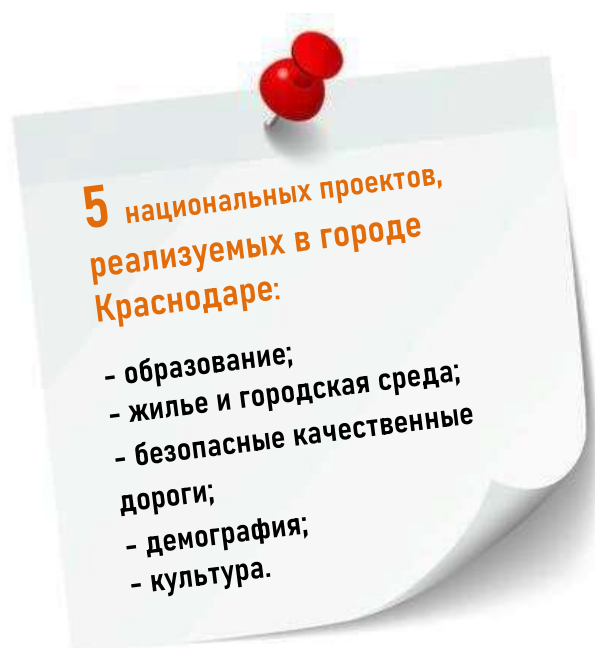 5 национальных проектов,
реализуемых в городе
Краснодаре:
- образование;
- жилье и городская среда;
- безопасные качественные
дороги;
- демография;
- культура.